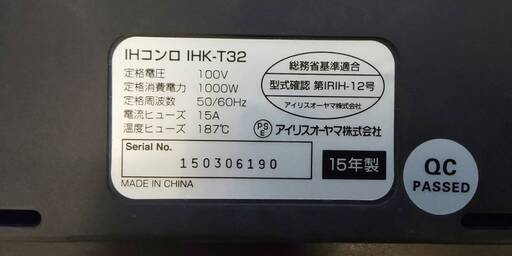 IHコンロ IHK-T32
定格電圧 100V
定格消費電力 1000W
定格周波数 50/60Hz
電流ヒューズ 15A
温度ヒューズ 187℃
総務省基準適合
型式確認 第IRIH-12号
アイリスオーヤマ株式会社
PS
E
アイリスオーヤマ株式会社
Serial No.
150306190
15年製
MADE IN CHINA
QC
PASSED